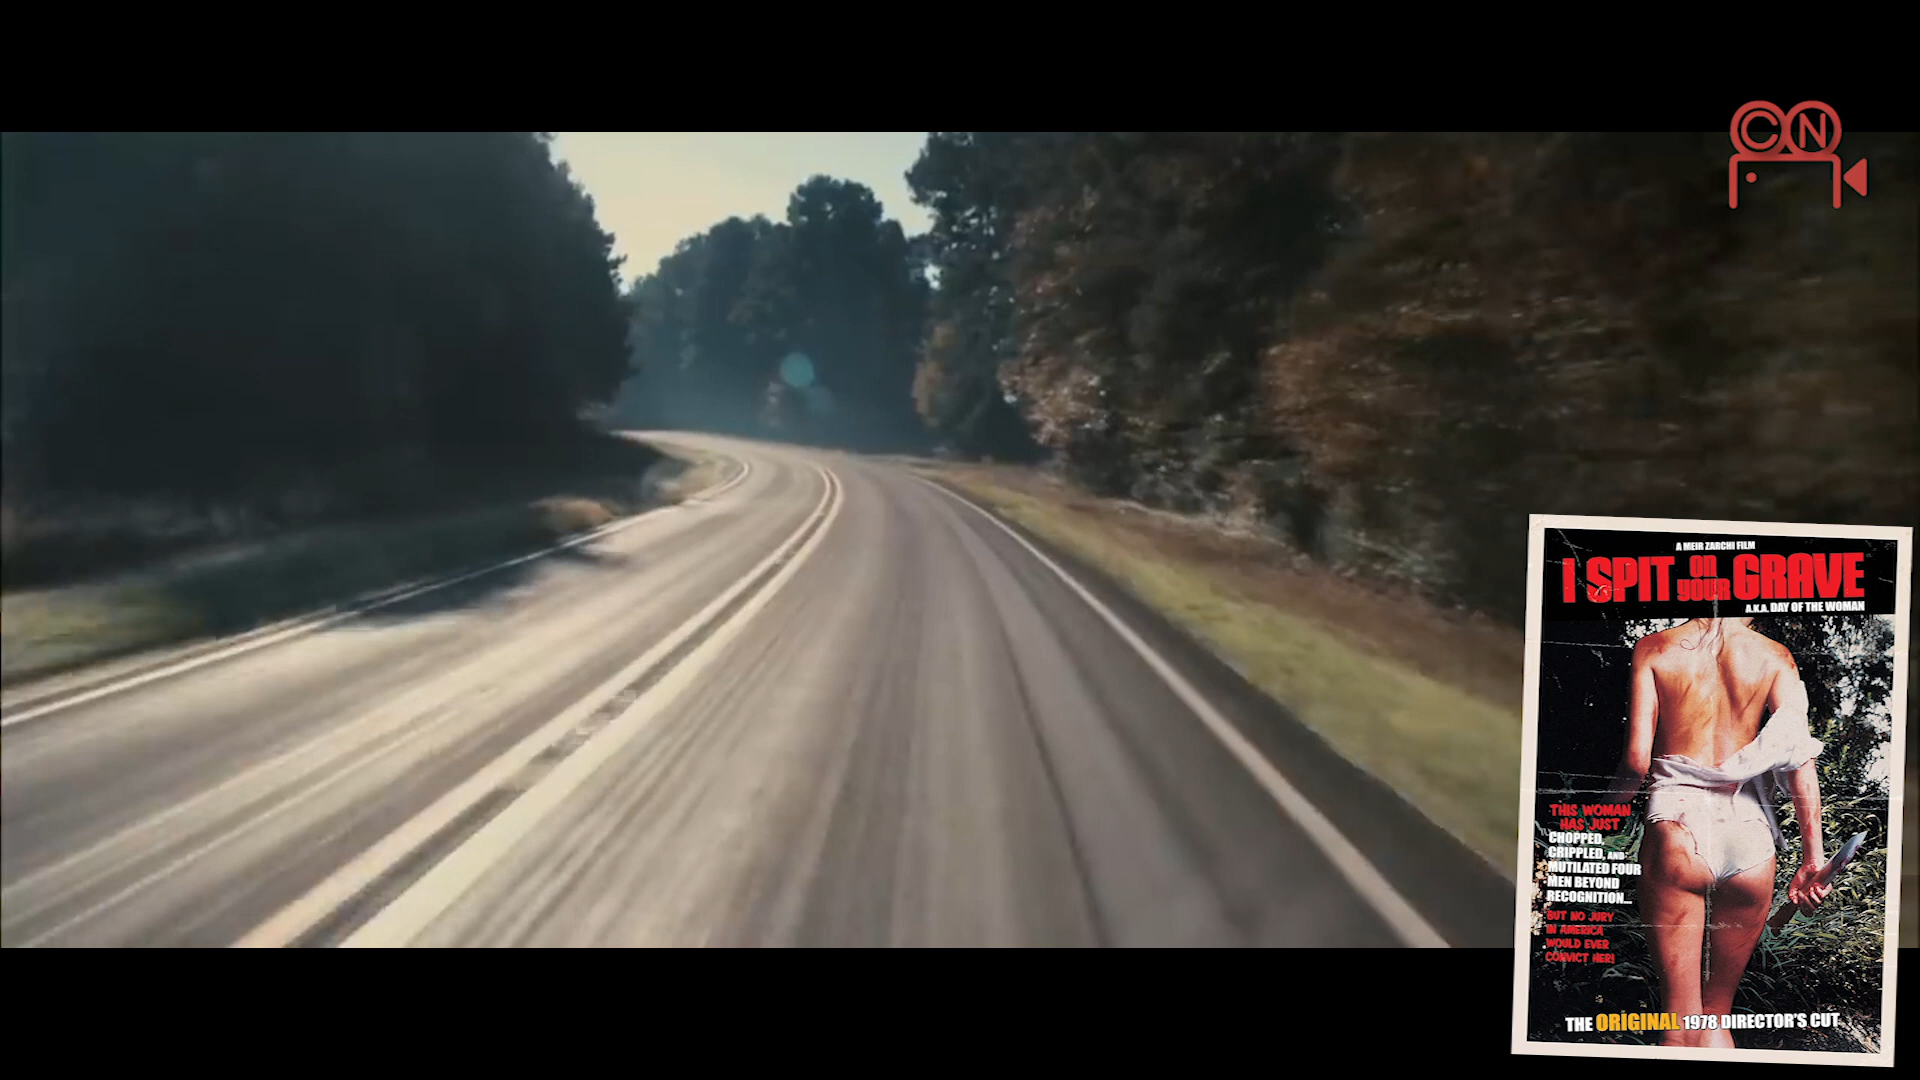 CN
A MEIR ZARCHI FILM
I SPIT ON YOUR GRAVE
A.K.A. DAY OF THE WOMAN
THIS WOMAN
HAS JUST
CHOPPED,
CRIPPLED, AND
MUTILATED FOUR
MEN BEYOND
RECOGNITION...
BUT NO JURY
IN AMERICA
WOULD EVER
CONVICT HER!
THE ORIGINAL 1978 DIRECTOR'S CUT